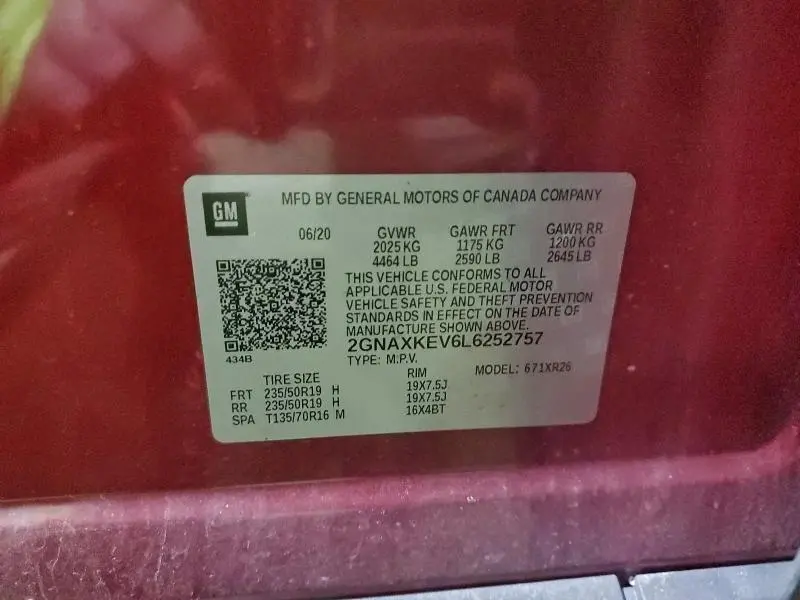 GM
MFD BY GENERAL MOTORS OF CANADA COMPANY
06/20 GVWR GAWR FRT GAWR RR
2025 KG 1175 KG 1200 KG
4464 LB 2590 LB 2645 LB
THIS VEHICLE CONFORMS TO ALL
APPLICABLE U.S. FEDERAL MOTOR
VEHICLE SAFETY AND THEFT PREVENTION
STANDARDS IN EFFECT ON THE DATE OF
MANUFACTURE SHOWN ABOVE.
434B
2GNAXKEV6L6252757
TYPE: M.P.V. MODEL: 671XR26
TIRE SIZE RIM
FRT 235/50R19 H 19X7.5J
RR 235/50R19 H 19X7.5J
SPA T135/70R16 M 16X4BT